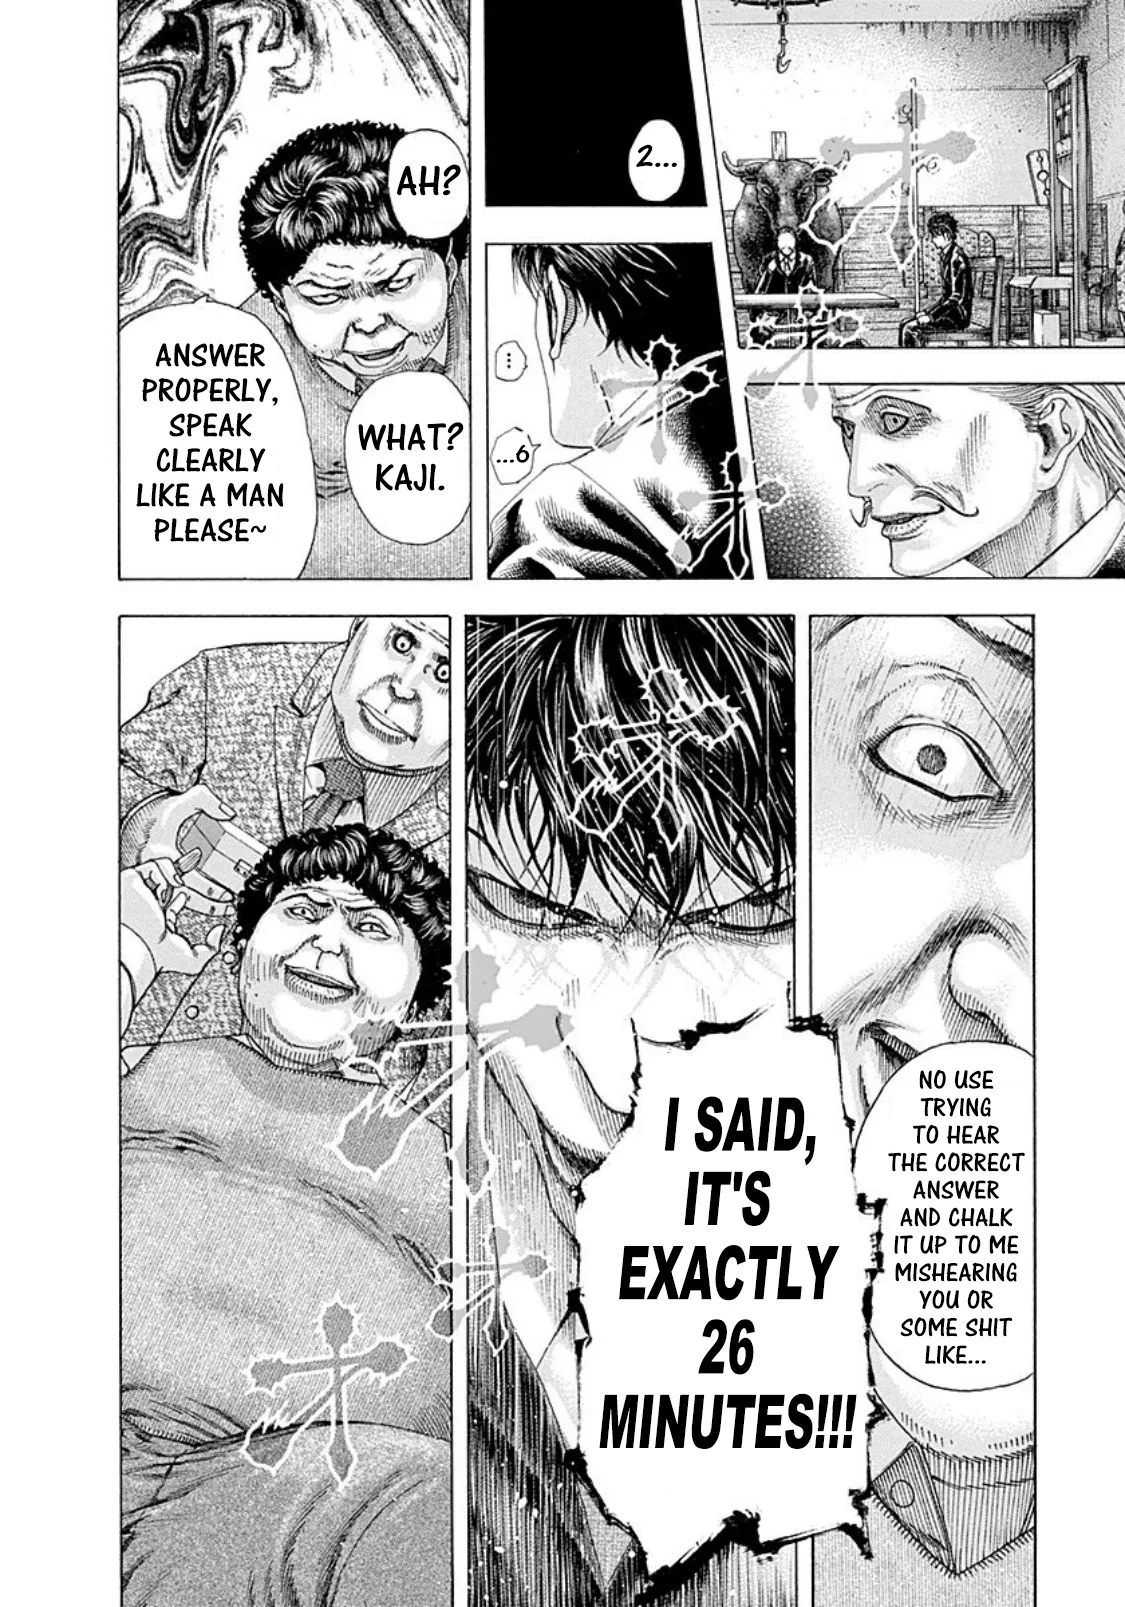 2...
...
...6
AH?
WHAT?
KAJI.
ANSWER
PROPERLY,
SPEAK
CLEARLY
LIKE A MAN
PLEASE~
NO USE
TRYING
TO HEAR
THE CORRECT
ANSWER
AND CHALK
IT UP TO ME
MISHEARING
YOU OR
SOME SHIT
LIKE...
I SAID,
IT'S
EXACTLY
26
MINUTES!!!